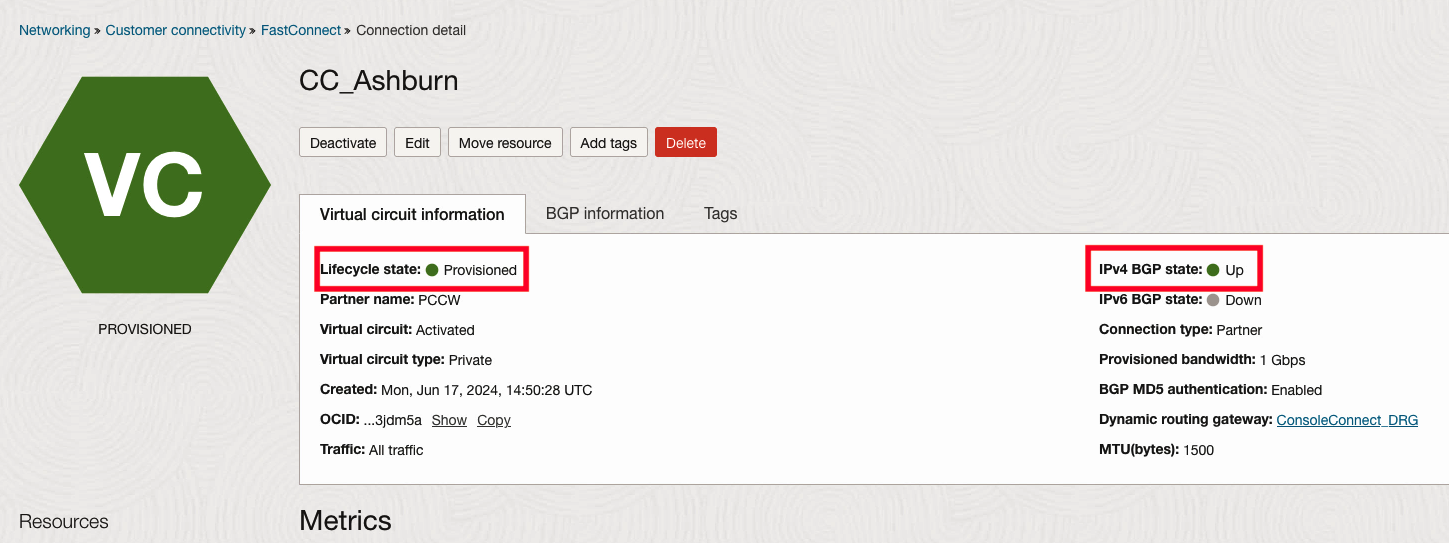 Networking » Customer connectivity » FastConnect » Connection detail
VC
PROVISIONED
CC_Ashburn
Deactivate Edit Move resource Add tags Delete
Virtual circuit information BGP information Tags
Lifecycle state: Provisioned
Partner name: PCCW
Virtual circuit: Activated
Virtual circuit type: Private
Created: Mon, Jun 17, 2024, 14:50:28 UTC
OCID: ...3jdm5a Show Copy
Traffic: All traffic
IPv4 BGP state: Up
IPv6 BGP state: Down
Connection type: Partner
Provisioned bandwidth: 1 Gbps
BGP MD5 authentication: Enabled
Dynamic routing gateway: ConsoleConnect_DRG
MTU(bytes): 1500
Resources
Metrics